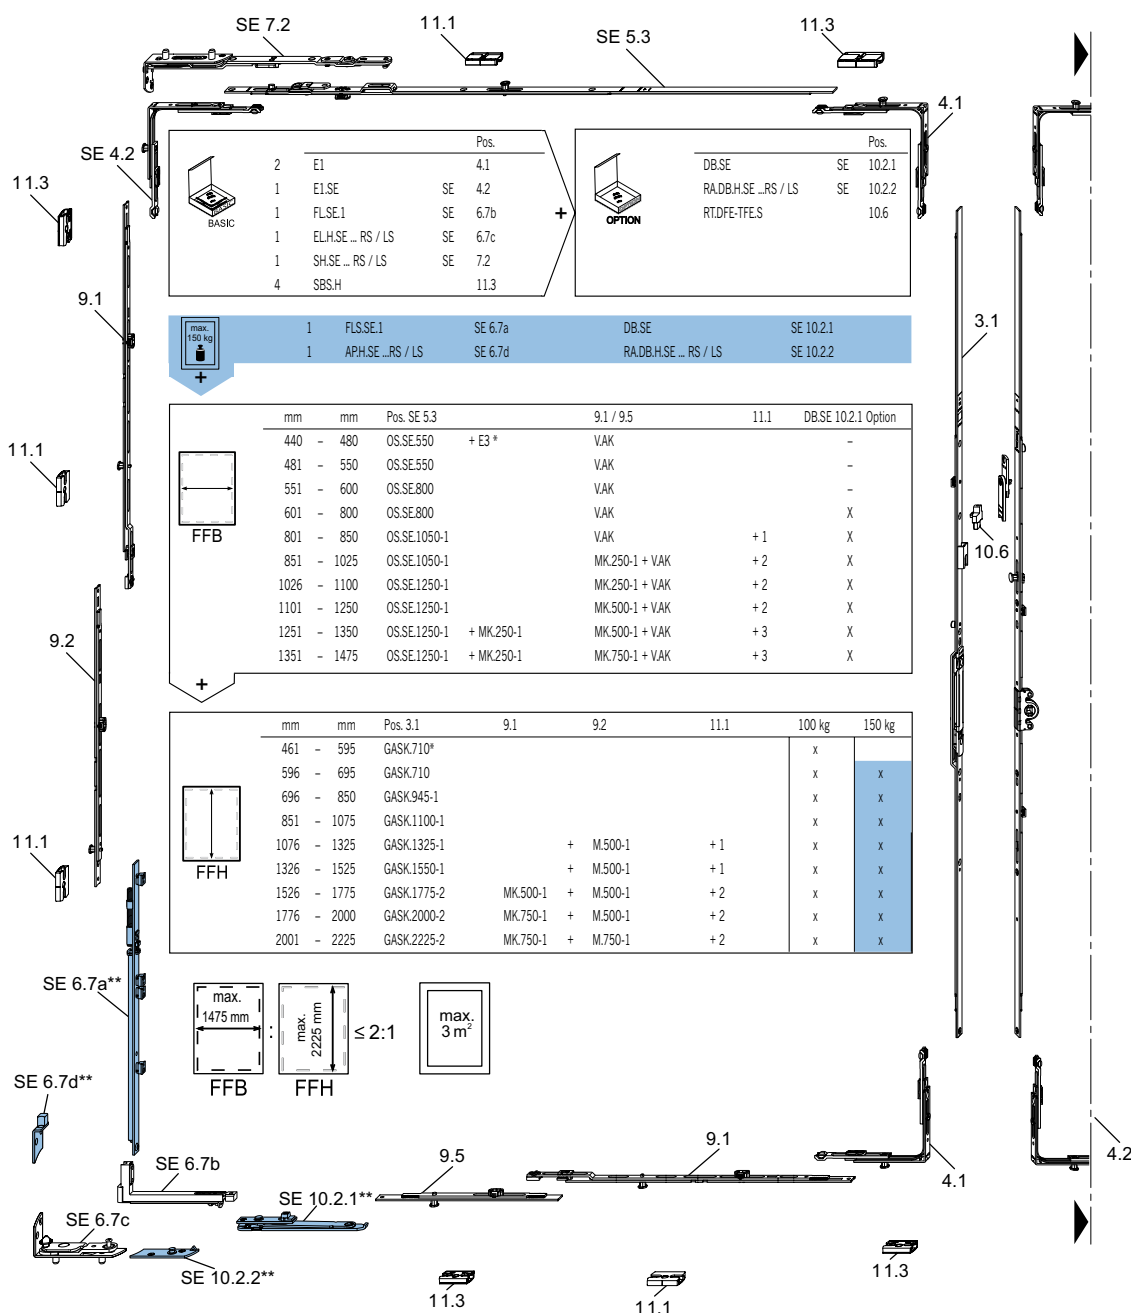 SE 7.2
11.1
SE 5.3
11.3
4.1
SE 4.2
11.3
Pos.
2 E1 4.1
1 E1.SE SE 4.2
1 FL.SE.1 SE 6.7b
1 EL.H.SE ... RS / LS SE 6.7c
1 SH.SE ... RS / LS SE 7.2
4 SBS.H 11.3
BASIC
+
Pos.
DB.SE SE 10.2.1
RA.DB.H.SE ...RS / LS SE 10.2.2
RT.DFE-TFE.S 10.6
OPTION
9.1
3.1
max.
150 kg
1 FLS.SE.1 SE 6.7a DB.SE SE 10.2.1
1 AP.H.SE ...RS / LS SE 6.7d RA.DB.H.SE ... RS / LS SE 10.2.2
+
mm mm Pos. SE 5.3 9.1 / 9.5 11.1 DB.SE 10.2.1 Option
440 – 480 OS.SE.550 + E3 * V.AK –
481 – 550 OS.SE.550 V.AK –
551 – 600 OS.SE.800 V.AK –
601 – 800 OS.SE.800 V.AK X
801 – 850 OS.SE.1050-1 V.AK + 1 X
851 – 1025 OS.SE.1050-1 MK.250-1 + V.AK + 2 X
1026 – 1100 OS.SE.1250-1 MK.250-1 + V.AK + 2 X
1101 – 1250 OS.SE.1250-1 MK.500-1 + V.AK + 2 X
1251 – 1350 OS.SE.1250-1 + MK.250-1 MK.500-1 + V.AK + 3 X
1351 – 1475 OS.SE.1250-1 + MK.250-1 MK.750-1 + V.AK + 3 X
FFB
+
11.1
10.6
9.2
mm mm Pos. 3.1 9.1 9.2 11.1 100 kg 150 kg
461 – 595 GASK.710* x
596 – 695 GASK.710 x x
696 – 850 GASK.945-1 x x
851 – 1075 GASK.1100-1 x x
1076 – 1325 GASK.1325-1 + M.500-1 + 1 x x
1326 – 1525 GASK.1550-1 + M.500-1 + 1 x x
1526 – 1775 GASK.1775-2 MK.500-1 + M.500-1 + 2 x x
1776 – 2000 GASK.2000-2 MK.750-1 + M.500-1 + 2 x x
2001 – 2225 GASK.2225-2 MK.750-1 + M.750-1 + 2 x x
FFH
11.1
SE 6.7a**
max.
1475 mm
FFB
:
max.
2225 mm
FFH
≤ 2:1
max.
3 m²
SE 6.7d**
SE 6.7b
9.5
9.1
4.1
4.2
SE 10.2.1**
SE 6.7c
SE 10.2.2**
11.3
11.1
11.3